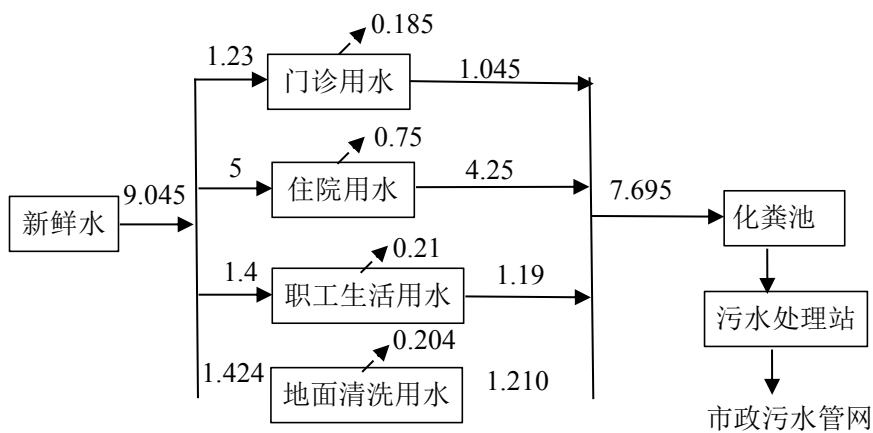 0.185
1.23
门诊用水
1.045
0.75
5
住院用水
4.25
9.045
新鲜水
7.695
化粪池
0.21
1.4
职工生活用水
1.19
污水处理站
0.204
1.424
地面清洗用水
1.210
市政污水管网